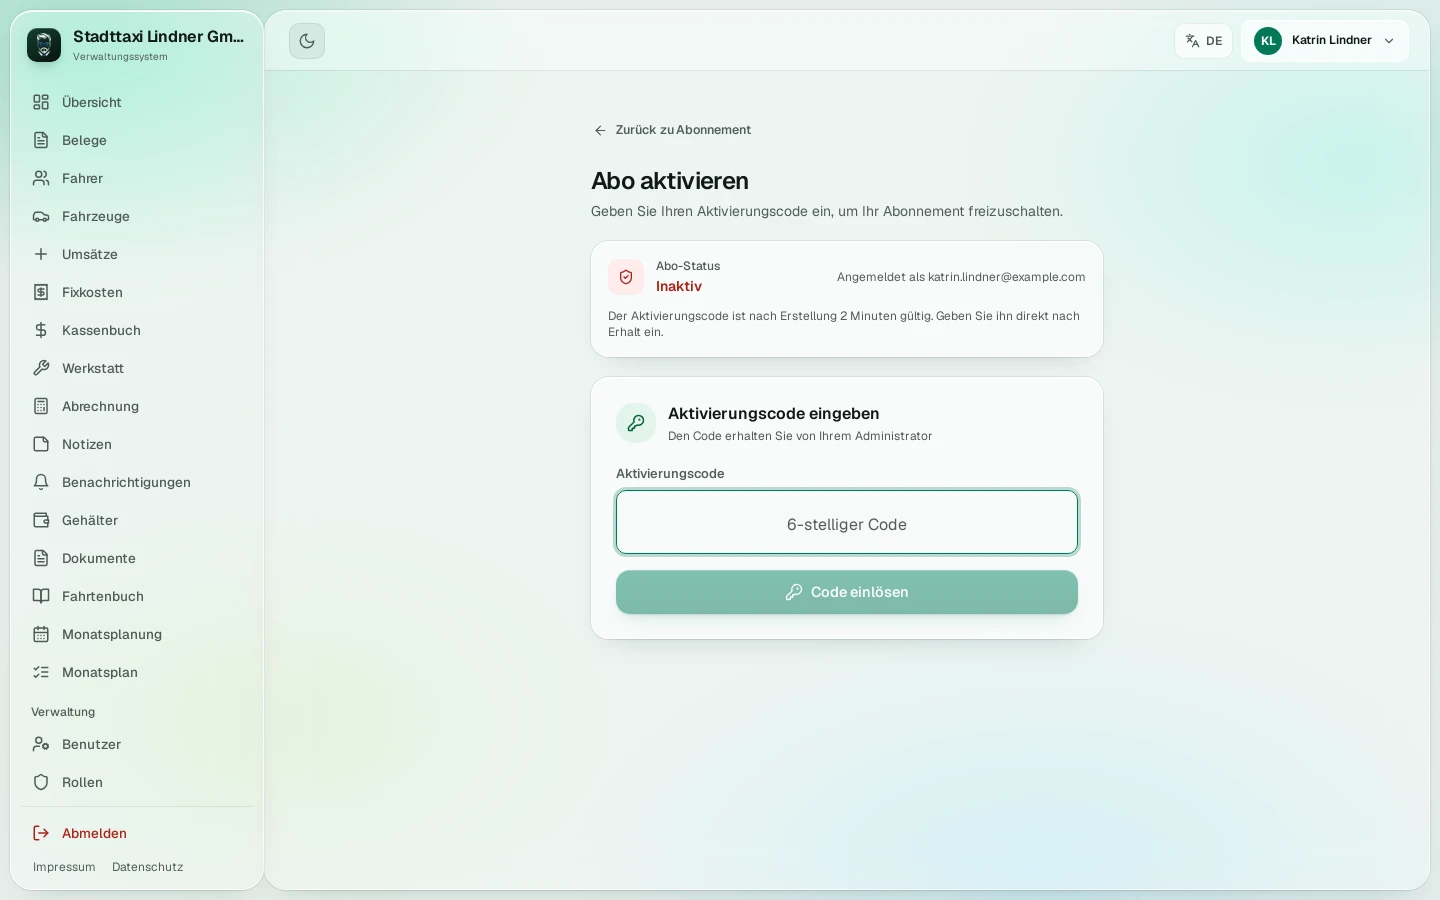 Stadttaxi Lindner Gm...
Verwaltungssystem
Übersicht
Belege
Fahrer
Fahrzeuge
Umsätze
Fixkosten
Kassenbuch
Werkstatt
Abrechnung
Notizen
Benachrichtigungen
Gehälter
Dokumente
Fahrtenbuch
Monatsplanung
Monatsplan
Verwaltung
Benutzer
Rollen
Abmelden
Impressum Datenschutz
DE
KL Katrin Lindner
Zurück zu Abonnement
Abo aktivieren
Geben Sie Ihren Aktivierungscode ein, um Ihr Abonnement freizuschalten.
Abo-Status
Inaktiv
Angemeldet als katrin.lindner@example.com
Der Aktivierungscode ist nach Erstellung 2 Minuten gültig. Geben Sie ihn direkt nach
Erhalt ein.
Aktivierungscode eingeben
Den Code erhalten Sie von Ihrem Administrator
Aktivierungscode
6-stelliger Code
Code einlösen